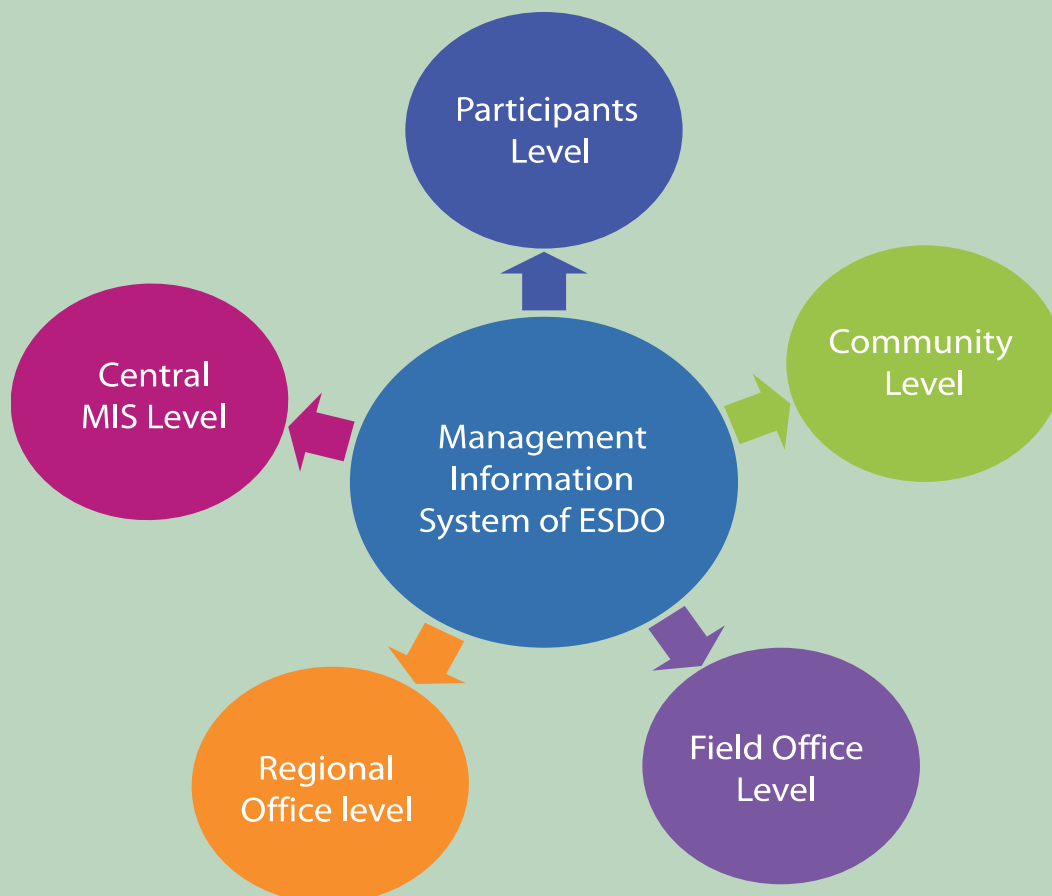 Participants
Level
Community
Level
Central
MIS Level
Management
Information
System of ESDO
Field Office
Level
Regional
Office level